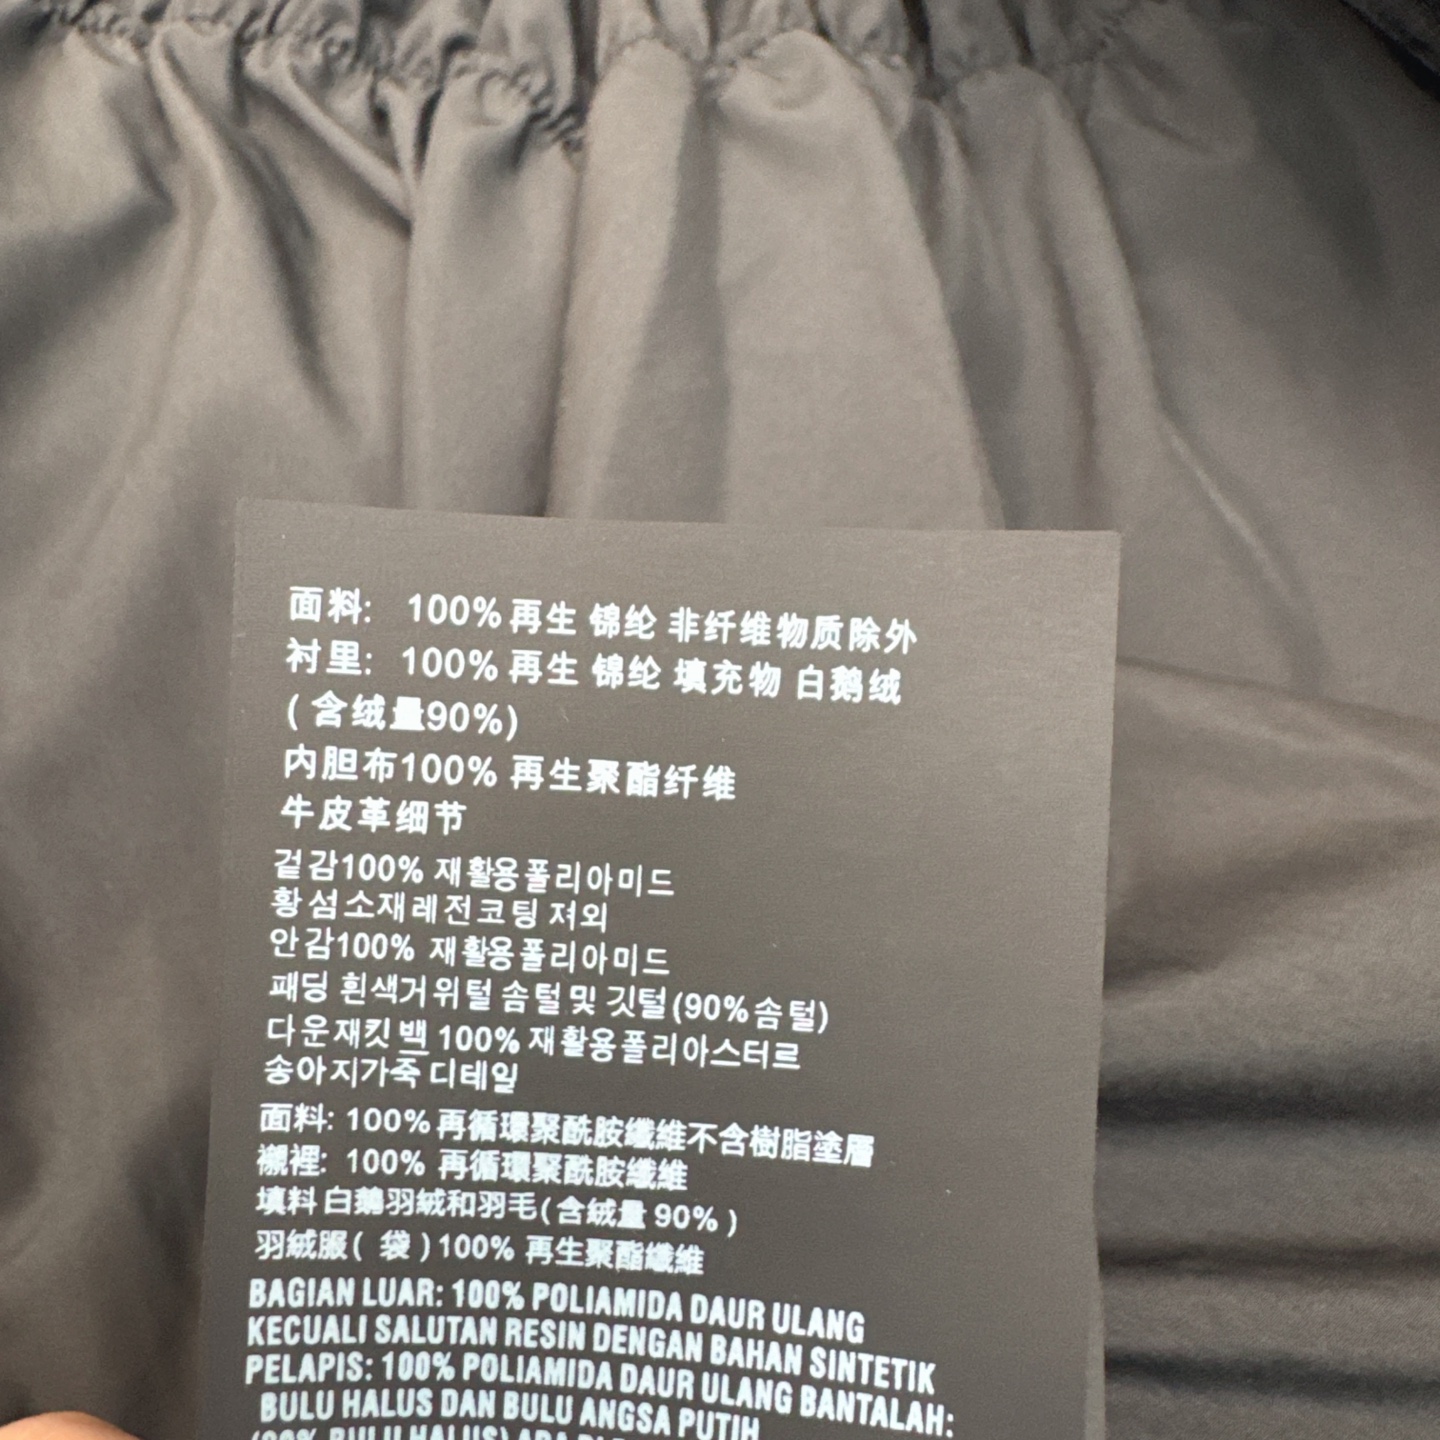 面料: 100% 再生 锦纶 非纤维物质除外
衬里: 100% 再生 锦纶 填充物 白鹅绒
( 含绒量90%)
内胆布100% 再生聚酯纤维
牛皮革细节
겉감100% 재활용폴리아미드
황섬소재레전코팅 져외
안감100% 재활용폴리아미드
패딩 흰색거위털 솜털및 깃털(90%솜털)
다운재킷백 100% 재활용폴리아스터르
송아지가죽 디테일
面料: 100% 再循環聚酰胺纖維不含樹脂塗層
襯裡: 100% 再循環聚酰胺纖維
填料 白鵝羽絨和羽毛(含絨量 90% )
羽絨服( 袋 )100% 再生聚酯纖維
BAGIAN LUAR: 100% POLIAMIDA DAUR ULANG
KECUALI SALUTAN RESIN DENGAN BAHAN SINTETIK
PELAPIS: 100% POLIAMIDA DAUR ULANG BANTALAH:
BULU HALUS DAN BULU ANGSA PUTIH